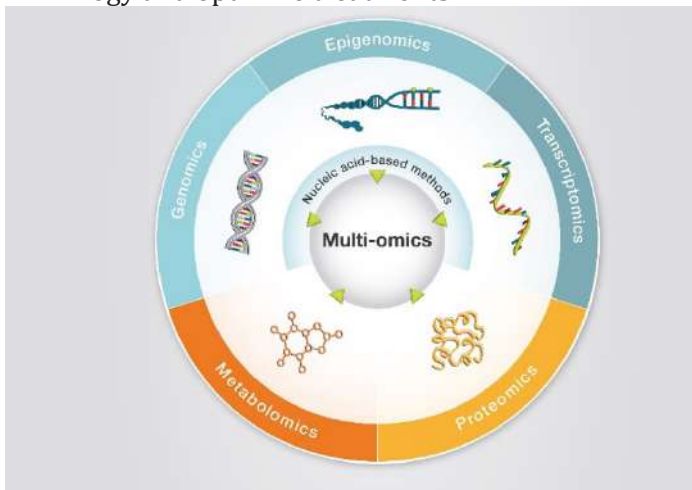 Epigenomics
Genomics
Transcriptomics
Nucleic acid-based methods
Multi-omics
Metabolomics
Proteomics